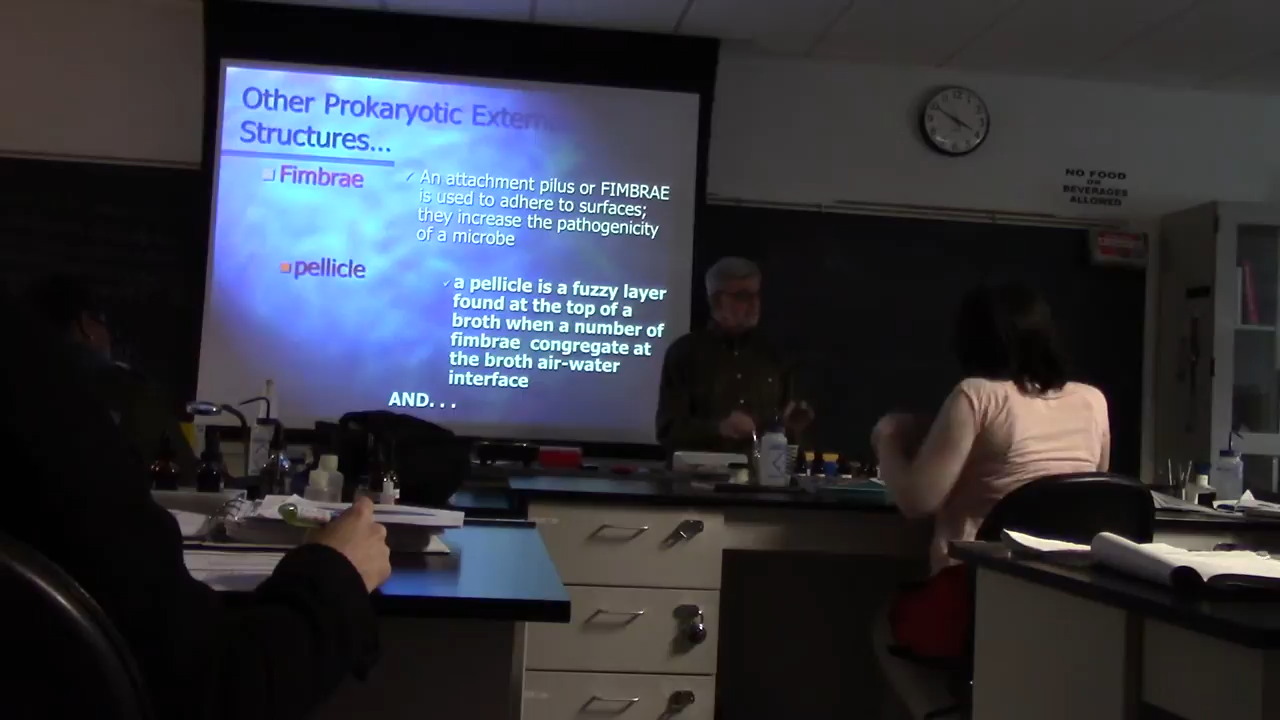 Other Prokaryotic Extern
Structures...
Fimbrae
An attachment pilus or FIMBRAE
is used to adhere to surfaces;
they increase the pathogenicity
of a microbe
pellicle
a pellicle is a fuzzy layer
found at the top of a
broth when a number of
fimbrae congregate at
the broth air-water
interface
AND...
NO FOOD
OR
BEVERAGES
ALLOWED